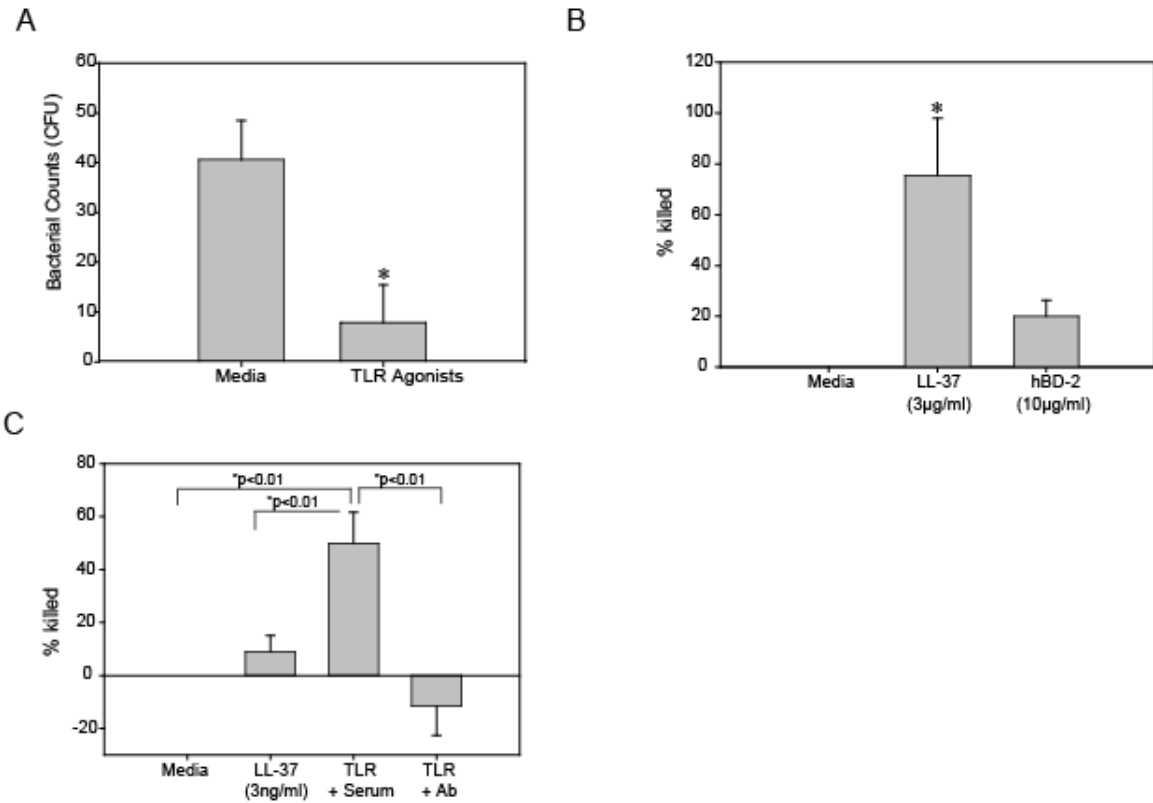 A
60
50
40
30
20
10
0
Bacterial Counts (CFU)
*
Media TLR Agonists
B
120
100
80
60
40
20
0
% killed
*
Media LL-37 hBD-2
(3µg/ml) (10µg/ml)
C
80
60
40
20
0
-20
% killed
*p<0.01 *p<0.01
*p<0.01
Media LL-37 TLR TLR
(3ng/ml) + Serum + Ab